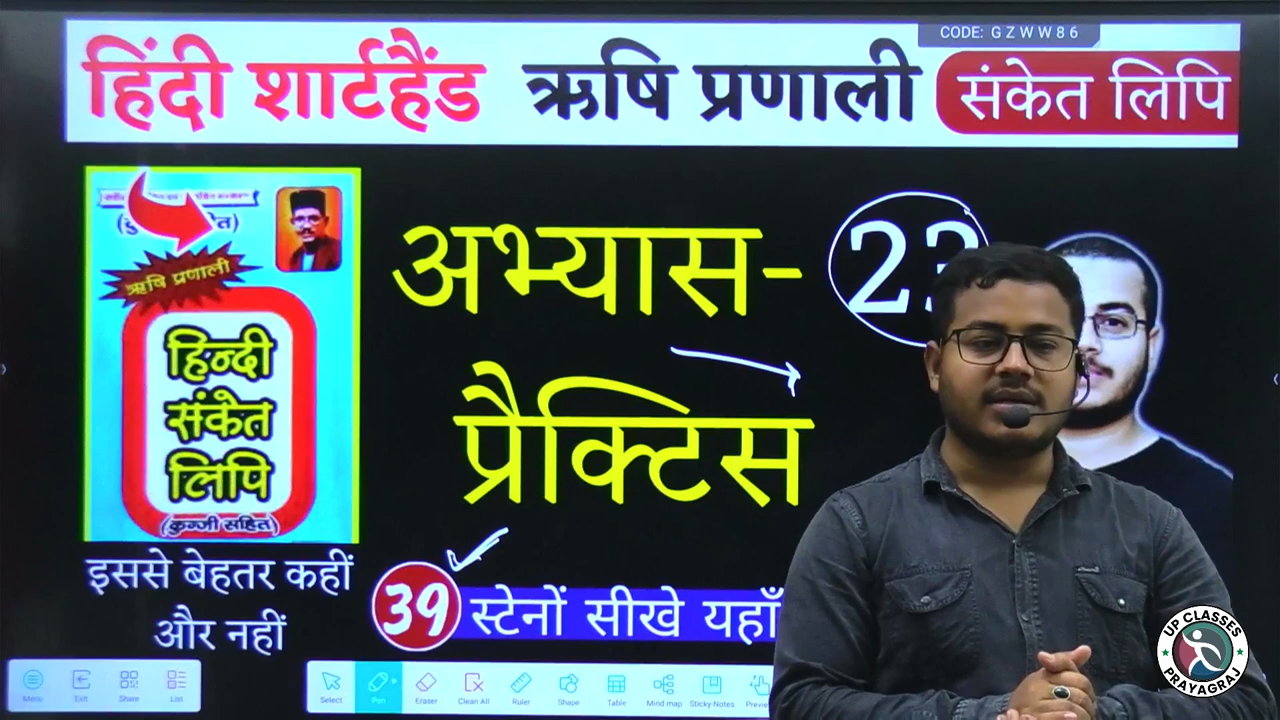 CODE: G Z W W 8 6
हिंदी शार्टहैंड ऋषि प्रणाली संकेत लिपि
ऋषि प्रणाली
हिन्दी
संकेत
लिपि
(कुन्जी सहित)
इससे बेहतर कहीं
और नहीं
अभ्यास- 23
प्रैक्टिस
39 स्टेनों सीखे यहाँ
Menu Exit Share List
Select Pen Eraser Clean All Ruler Shape Table Mind map Sticky-Notes
UP CLASSES
PRAYAGRAJ